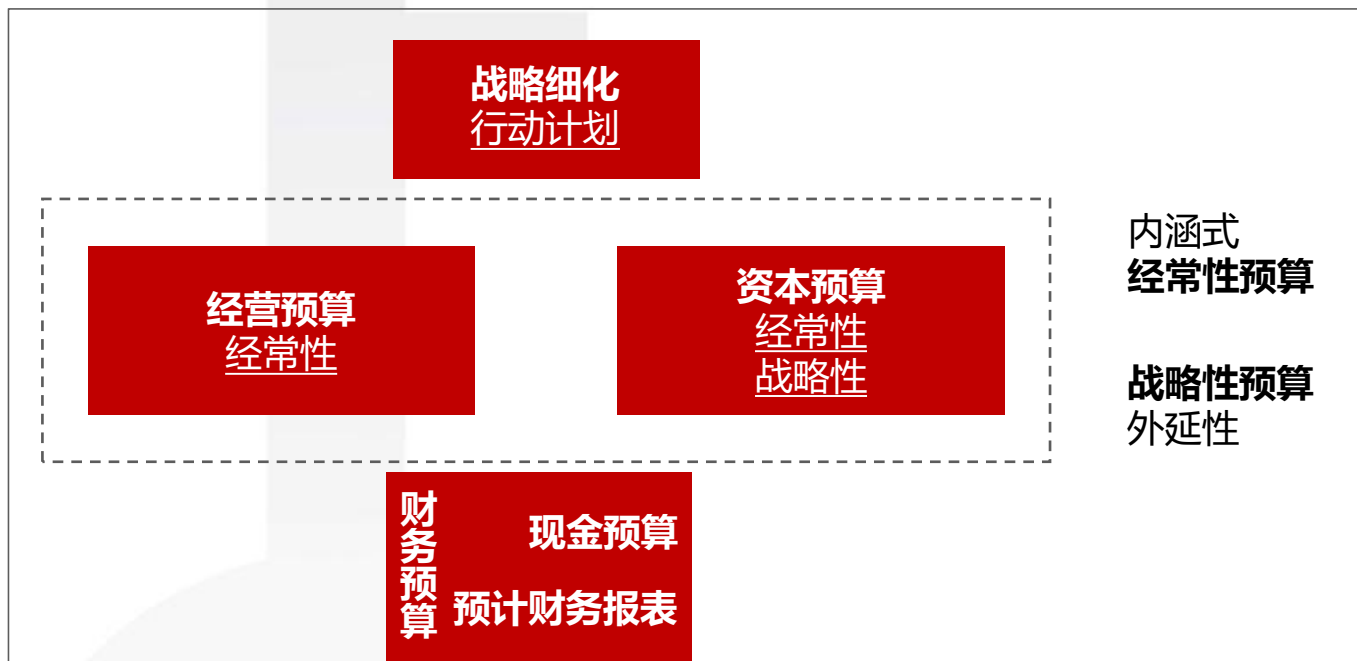 战略细化
行动计划
经营预算
经常性
资本预算
经常性
战略性
内涵式
经常性预算
战略性预算
外延性
财务预算
现金预算
预计财务报表